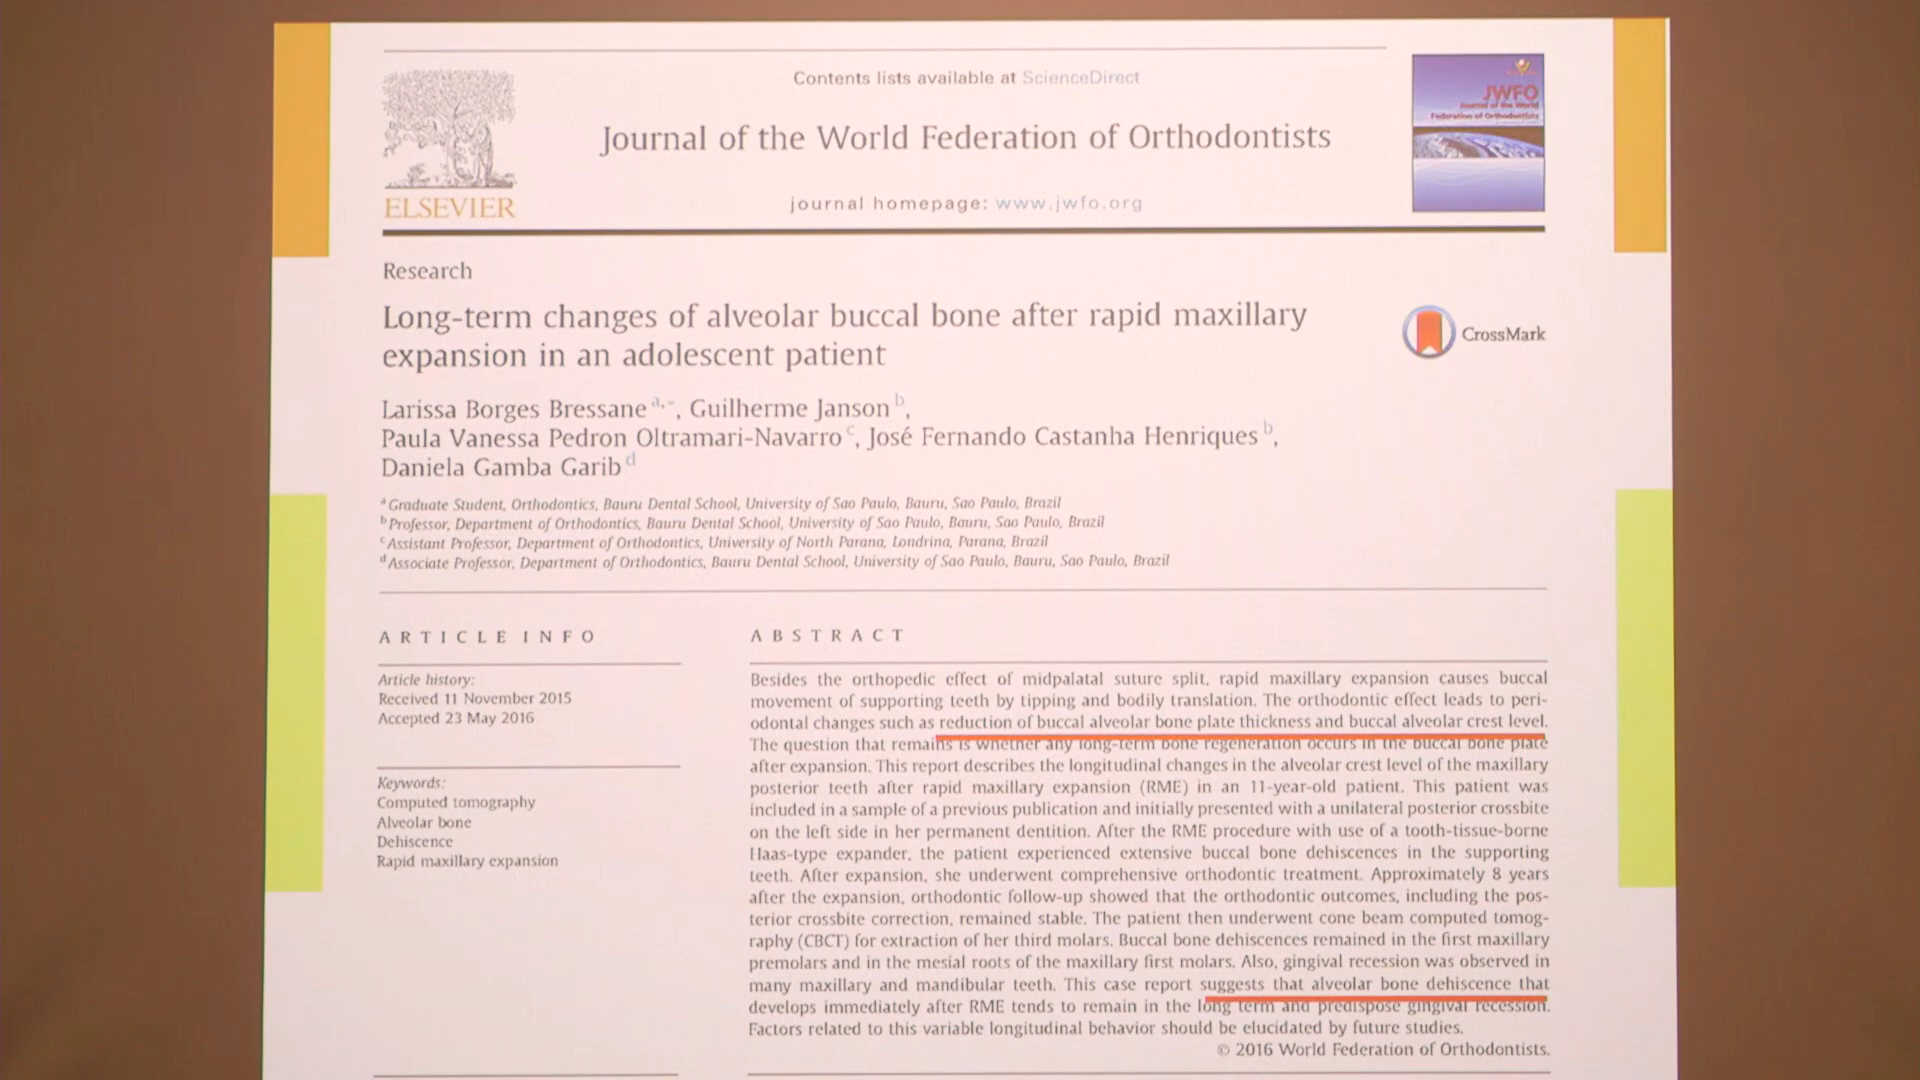 Contents lists available at ScienceDirect
Journal of the World Federation of Orthodontists
journal homepage: www.jwfo.org
ELSEVIER
JWFO
Journal of the World
Federation of Orthodontists
Research
Long-term changes of alveolar buccal bone after rapid maxillary
expansion in an adolescent patient
CrossMark
Larissa Borges Bressane a,*, Guilherme Janson b,
Paula Vanessa Pedron Oltramari-Navarro c, José Fernando Castanha Henriques b,
Daniela Gamba Garib d
a Graduate Student, Orthodontics, Bauru Dental School, University of Sao Paulo, Bauru, Sao Paulo, Brazil
b Professor, Department of Orthodontics, Bauru Dental School, University of Sao Paulo, Bauru, Sao Paulo, Brazil
c Assistant Professor, Department of Orthodontics, University of North Parana, Londrina, Parana, Brazil
d Associate Professor, Department of Orthodontics, Bauru Dental School, University of Sao Paulo, Bauru, Sao Paulo, Brazil
ARTICLE INFO
Article history:
Received 11 November 2015
Accepted 23 May 2016
Keywords:
Computed tomography
Alveolar bone
Dehiscence
Rapid maxillary expansion
ABSTRACT
Besides the orthopedic effect of midpalatal suture split, rapid maxillary expansion causes buccal
movement of supporting teeth by tipping and bodily translation. The orthodontic effect leads to peri-
odontal changes such as reduction of buccal alveolar bone plate thickness and buccal alveolar crest level.
The question that remains is whether any long-term bone regeneration occurs in the buccal bone plate
after expansion. This report describes the longitudinal changes in the alveolar crest level of the maxillary
posterior teeth after rapid maxillary expansion (RME) in an 11-year-old patient. This patient was
included in a sample of a previous publication and initially presented with a unilateral posterior crossbite
on the left side in her permanent dentition. After the RME procedure with use of a tooth-tissue-borne
Haas-type expander, the patient experienced extensive buccal bone dehiscences in the supporting
teeth. After expansion, she underwent comprehensive orthodontic treatment. Approximately 8 years
after the expansion, orthodontic follow-up showed that the orthodontic outcomes, including the pos-
terior crossbite correction, remained stable. The patient then underwent cone beam computed tomog-
raphy (CBCT) for extraction of her third molars. Buccal bone dehiscences remained in the first maxillary
premolars and in the mesial roots of the maxillary first molars. Also, gingival recession was observed in
many maxillary and mandibular teeth. This case report suggests that alveolar bone dehiscence that
develops immediately after RME tends to remain in the long term and predispose gingival recession.
Factors related to this variable longitudinal behavior should be elucidated by future studies.
© 2016 World Federation of Orthodontists.